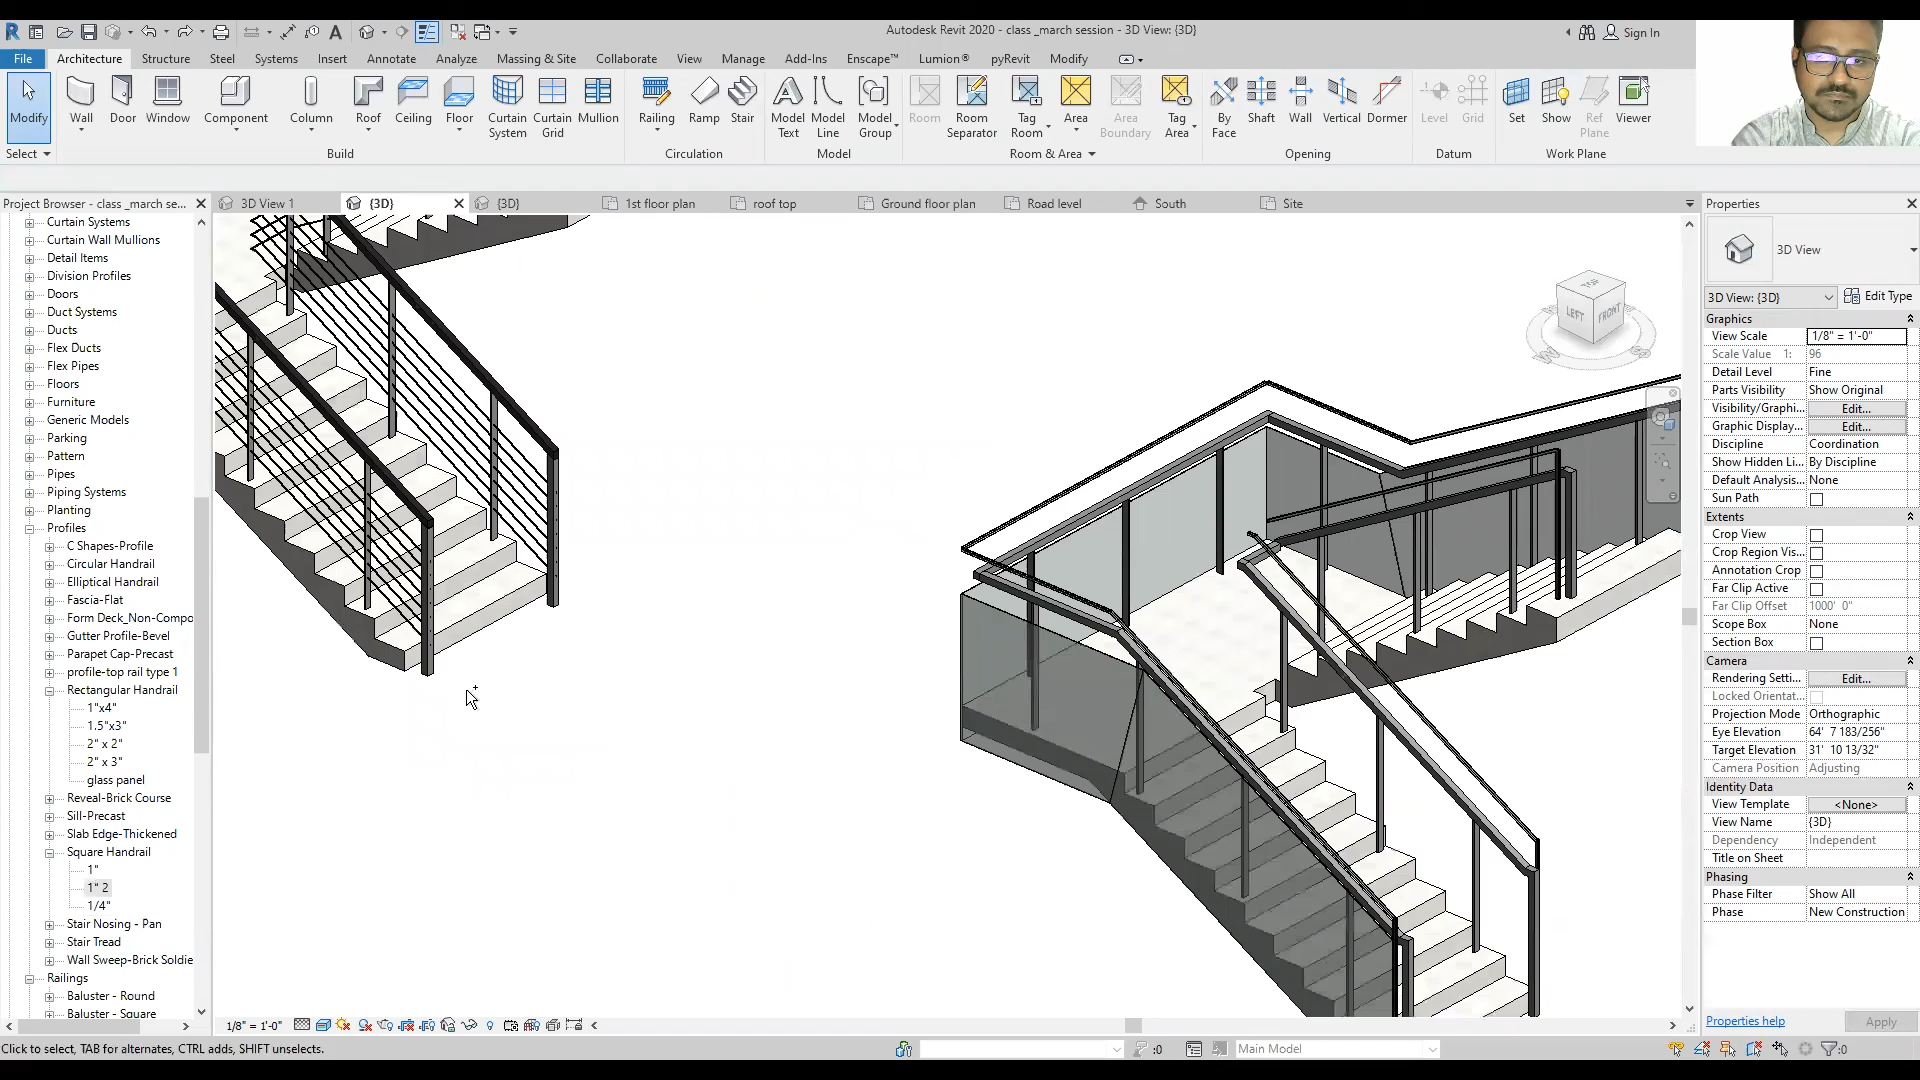 Autodesk Revit 2020 - class _march session - 3D View: {3D}
Sign In
File Architecture Structure Steel Systems Insert Annotate Analyze Massing & Site Collaborate View Manage Add-Ins Enscape™ Lumion® pyRevit Modify
Modify Wall Door Window Component Column Roof Ceiling Floor Curtain System Curtain Grid Mullion Railing Ramp Stair Model Text Model Line Model Group Room Room Separator Tag Room Area Area Boundary Tag Area By Face Shaft Wall Vertical Dormer Level Grid Set Show Ref Plane Viewer
Select Build Circulation Model Room & Area Opening Datum Work Plane
Project Browser - class _march se...
3D View 1 {3D} {3D} 1st floor plan roof top Ground floor plan Road level South Site
Curtain Systems
Curtain Wall Mullions
Detail Items
Division Profiles
Doors
Duct Systems
Ducts
Flex Ducts
Flex Pipes
Floors
Furniture
Generic Models
Parking
Pattern
Pipes
Piping Systems
Planting
Profiles
C Shapes-Profile
Circular Handrail
Elliptical Handrail
Fascia-Flat
Form Deck_Non-Compo
Gutter Profile-Bevel
Parapet Cap-Precast
profile-top rail type 1
Rectangular Handrail
1"x4"
1.5"x3"
2" x 2"
2" x 3"
glass panel
Reveal-Brick Course
Sill-Precast
Slab Edge-Thickened
Square Handrail
1"
1" 2
1/4"
Stair Nosing - Pan
Stair Tread
Wall Sweep-Brick Soldie
Railings
Baluster - Round
Baluster - Square
TOP
LEFT
FRONT
W
Properties
3D View
3D View: {3D} Edit Type
Graphics
View Scale 1/8" = 1'-0"
Scale Value 1: 96
Detail Level Fine
Parts Visibility Show Original
Visibility/Graphi... Edit...
Graphic Display... Edit...
Discipline Coordination
Show Hidden Li... By Discipline
Default Analysis... None
Sun Path
Extents
Crop View
Crop Region Vis...
Annotation Crop
Far Clip Active
Far Clip Offset 1000' 0"
Scope Box None
Section Box
Camera
Rendering Setti... Edit...
Locked Orientat...
Projection Mode Orthographic
Eye Elevation 64' 7 183/256"
Target Elevation 31' 10 13/32"
Camera Position Adjusting
Identity Data
View Template <None>
View Name {3D}
Dependency Independent
Title on Sheet
Phasing
Phase Filter Show All
Phase New Construction
Properties help Apply
1/8" = 1'-0"
Click to select, TAB for alternates, CTRL adds, SHIFT unselects.
:0
Main Model
:0